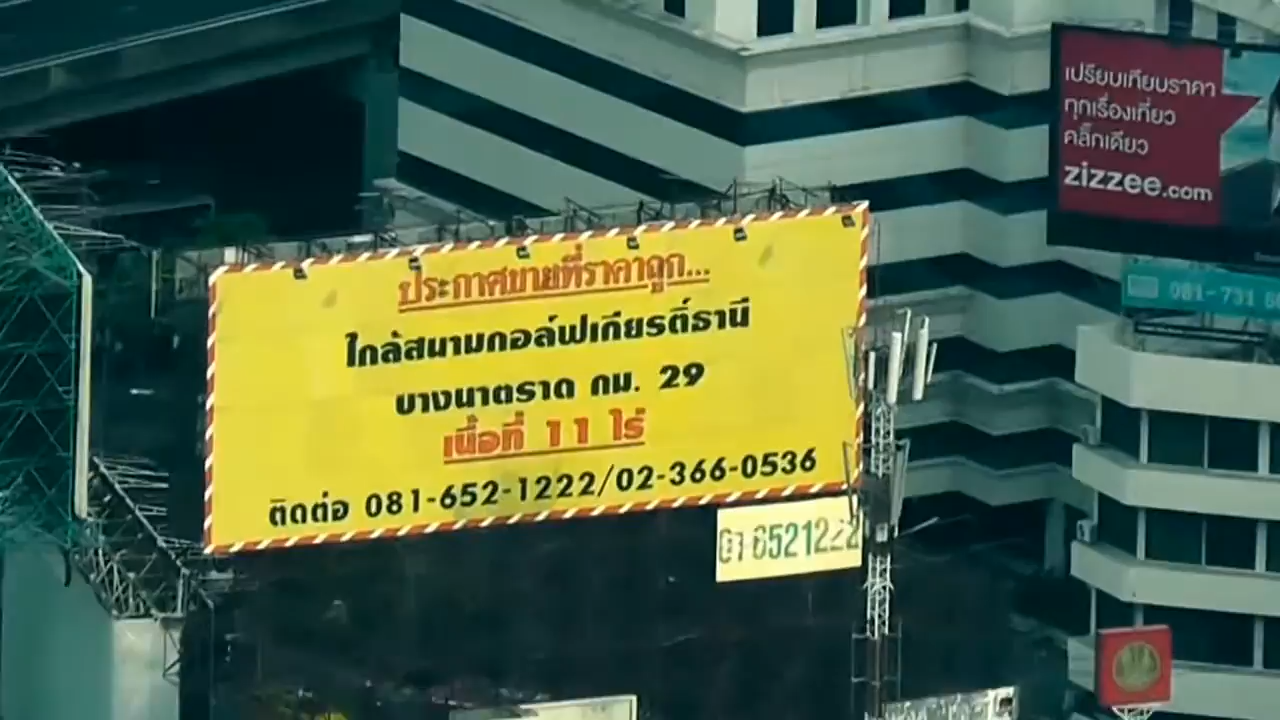 ประกาศขายที่ราคาถูก...
ใกล้สนามกอล์ฟเกียรติ์ธานี
บางนาตราด กม. 29
เนื้อที่ 11 ไร่
ติดต่อ 081-652-1222/02-366-0536
01-6521222
เปรียบเทียบราคา
ทุกเรื่องเที่ยว
คลิ๊กเดียว
zizzee.com
081-731